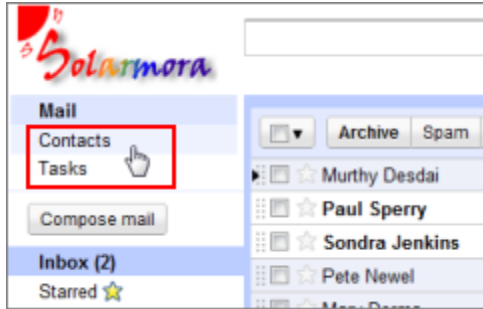 Solarmora
Mail
Contacts
Tasks
Compose mail
Inbox (2)
Starred
Archive Spam
Murthy Desdai
Paul Sperry
Sondra Jenkins
Pete Newel